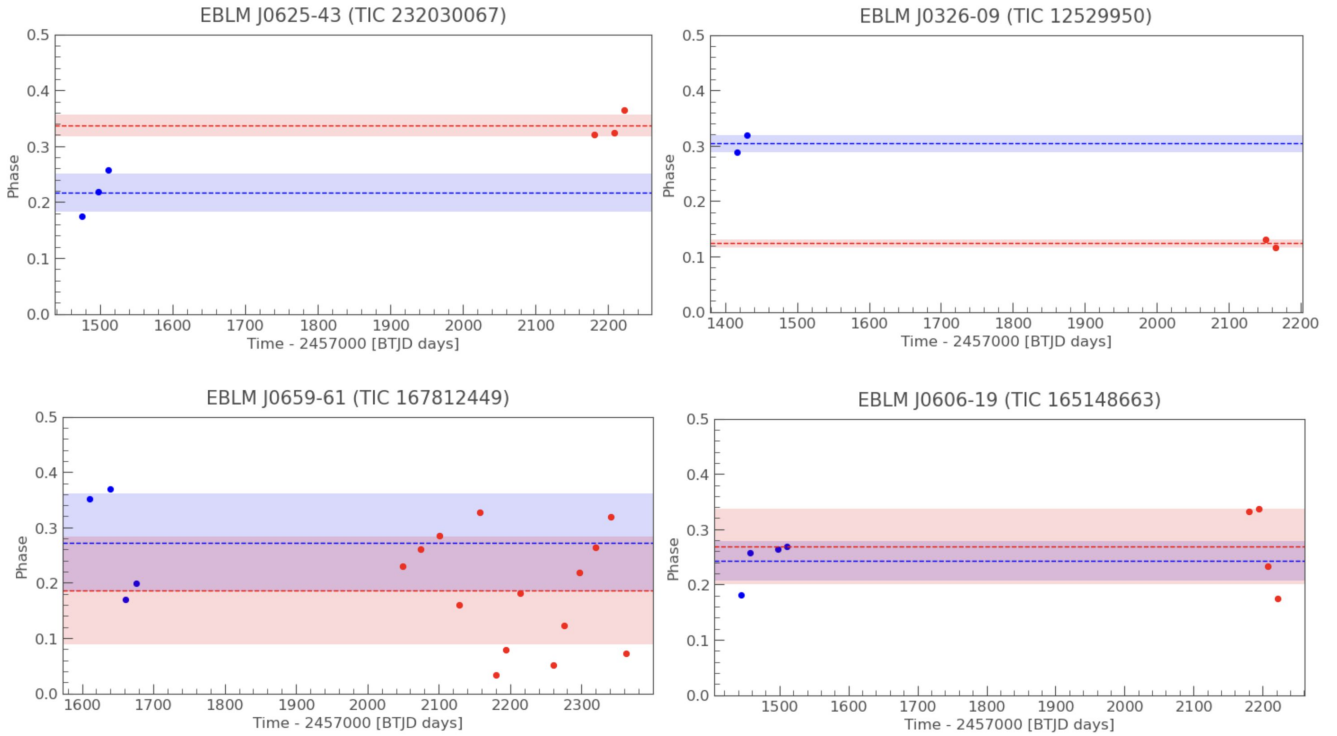 EBLM J0625-43 (TIC 232030067)
0.5
0.4
0.3
0.2
0.1
0.0
Phase
1500 1600 1700 1800 1900 2000 2100 2200
Time - 2457000 [BTJD days]
EBLM J0326-09 (TIC 12529950)
0.5
0.4
0.3
0.2
0.1
0.0
Phase
1400 1500 1600 1700 1800 1900 2000 2100 2200
Time - 2457000 [BTJD days]
EBLM J0659-61 (TIC 167812449)
0.5
0.4
0.3
0.2
0.1
0.0
Phase
1600 1700 1800 1900 2000 2100 2200 2300
Time - 2457000 [BTJD days]
EBLM J0606-19 (TIC 165148663)
0.5
0.4
0.3
0.2
0.1
0.0
Phase
1500 1600 1700 1800 1900 2000 2100 2200
Time - 2457000 [BTJD days]